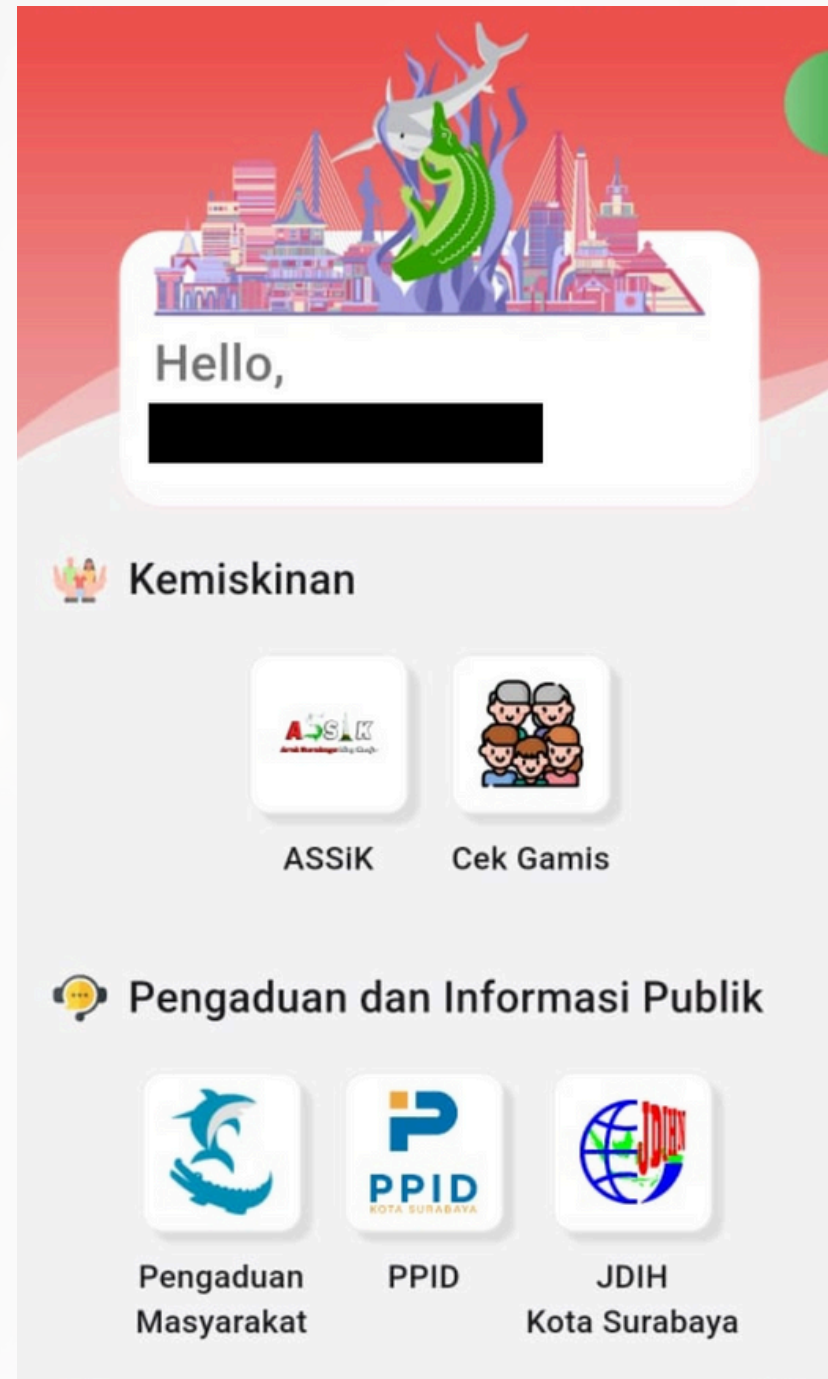 Hello,
Kemiskinan
ASSiK
ASSiK Cek Gamis
Pengaduan dan Informasi Publik
PPID
KOTA SURABAYA
JDIHN
Pengaduan
Masyarakat
PPID
JDIH
Kota Surabaya